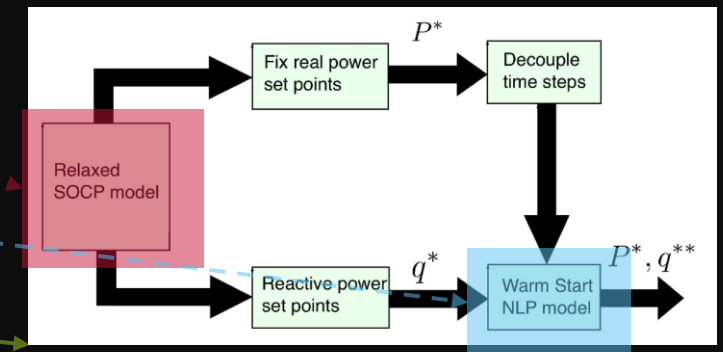 P*
Fix real power
set points
Decouple
time steps
Relaxed
SOCP model
Reactive power
set points
q*
Warm Start
NLP model
P*, q**